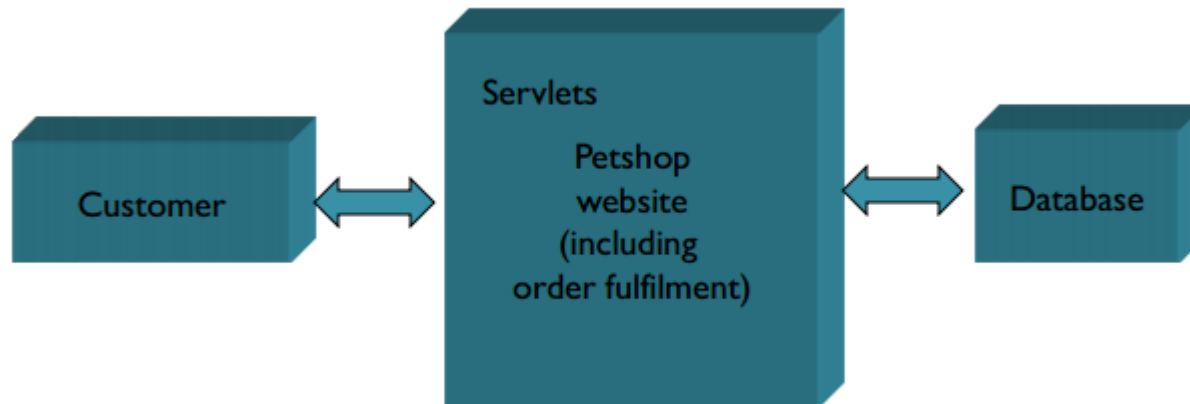 Servlets
Petshop
website
(including
order fulfilment)
Customer
Database